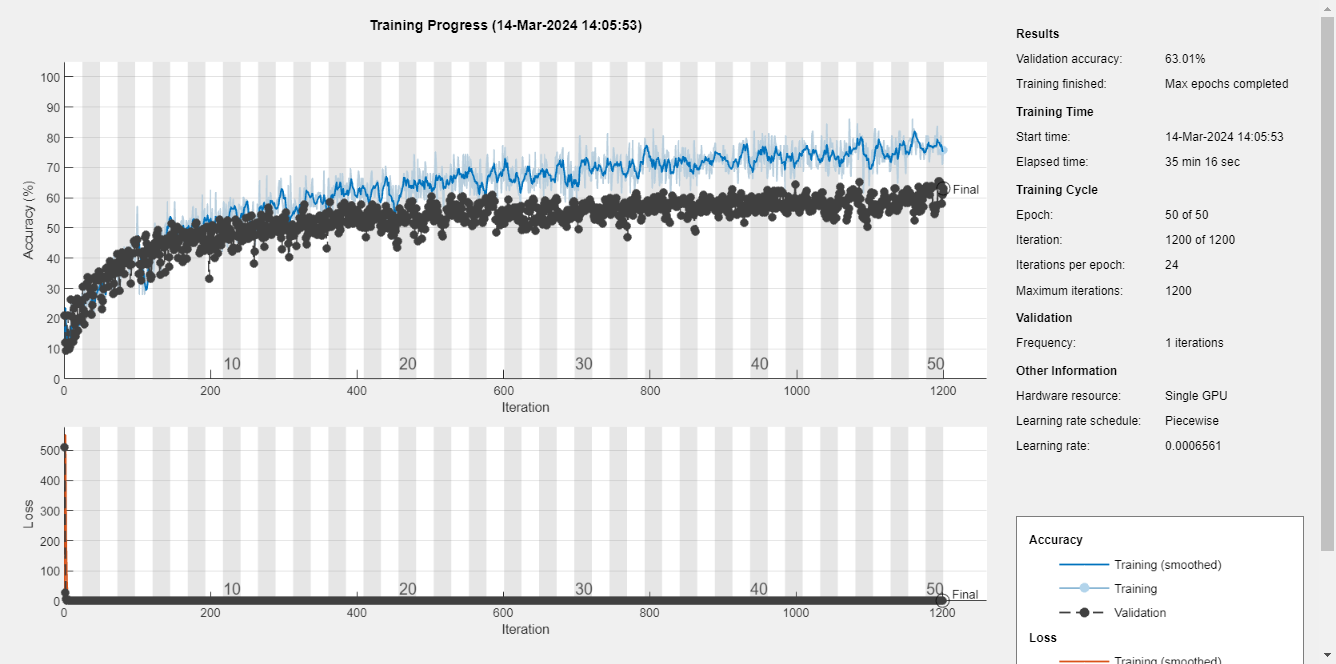 Training Progress (14-Mar-2024 14:05:53)
100
90
80
70
60
50
40
30
20
10
0
Accuracy (%)
Final
10 20 30 40 50
0 200 400 600 800 1000 1200
Iteration
500
400
300
200
100
0
Loss
10 20 30 40 50
Final
0 200 400 600 800 1000 1200
Iteration
Results
Validation accuracy: 63.01%
Training finished: Max epochs completed
Training Time
Start time: 14-Mar-2024 14:05:53
Elapsed time: 35 min 16 sec
Training Cycle
Epoch: 50 of 50
Iteration: 1200 of 1200
Iterations per epoch: 24
Maximum iterations: 1200
Validation
Frequency: 1 iterations
Other Information
Hardware resource: Single GPU
Learning rate schedule: Piecewise
Learning rate: 0.0006561
Accuracy
Training (smoothed)
Training
Validation
Loss
Training (smoothed)